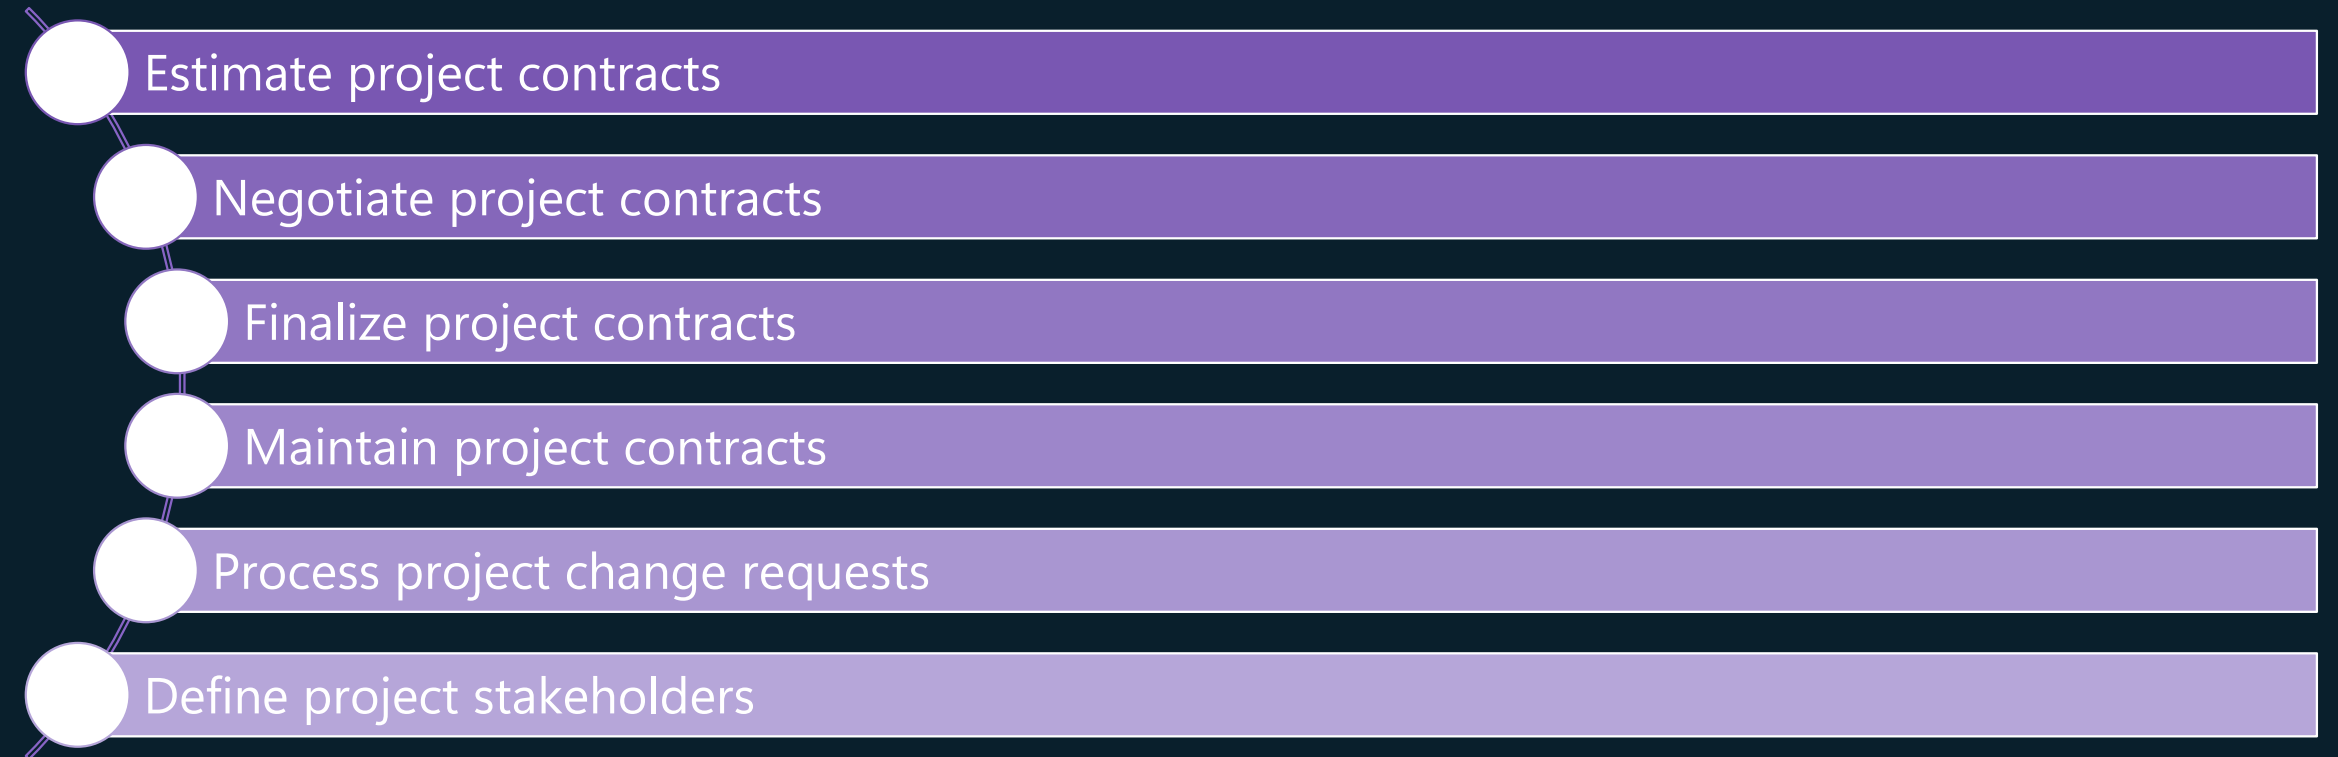 Estimate project contracts
Negotiate project contracts
Finalize project contracts
Maintain project contracts
Process project change requests
Define project stakeholders